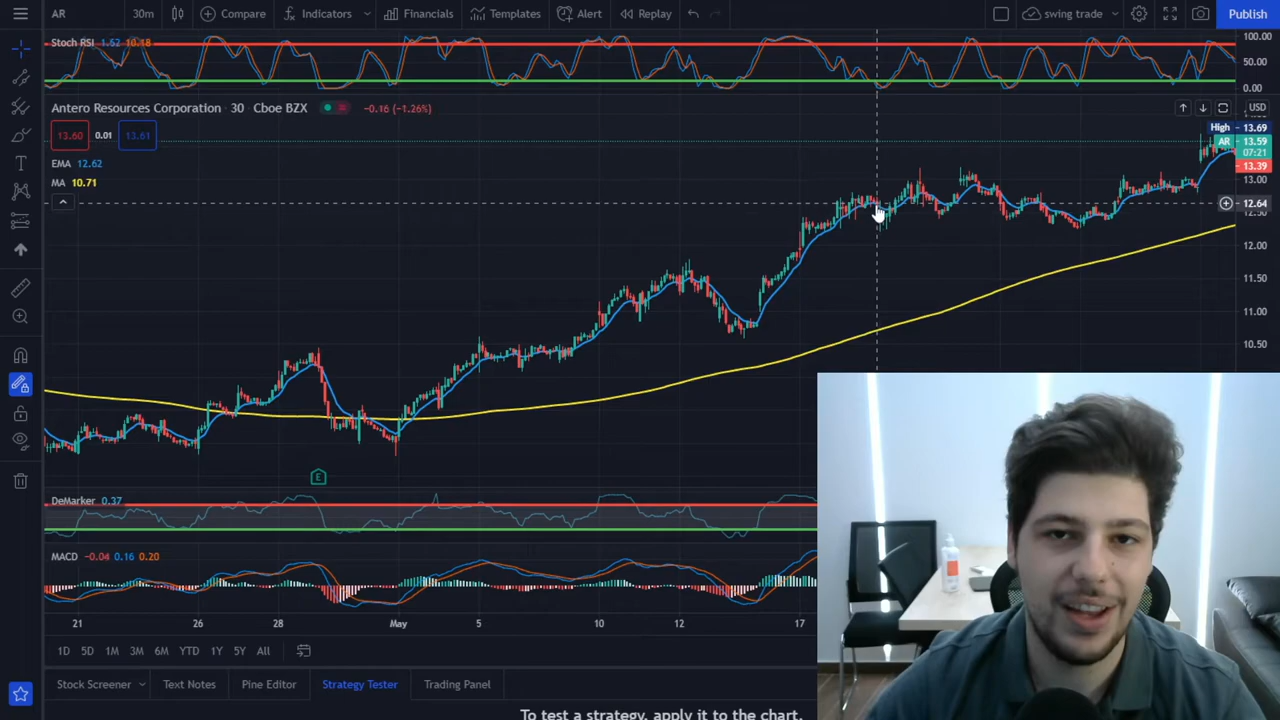 AR 30m Compare Indicators Financials Templates Alert Replay swing trade Publish
Stoch RSI 1.62 10.18
100.00
50.00
0.00
Antero Resources Corporation · 30 Cboe BZX −0.16 (−1.26%)
USD
13.60 0.01 13.61
High 13.69
AR 13.59
07:21
13.39
EMA 12.62
MA 10.71
13.00
12.64
12.00
11.50
11.00
10.50
E
DeMarker 0.37
MACD −0.04 0.16 0.20
21 26 28 May 5 10 12 17
1D 5D 1M 3M 6M YTD 1Y 5Y All
Stock Screener Text Notes Pine Editor Strategy Tester Trading Panel
To test a strategy, apply it to the chart.